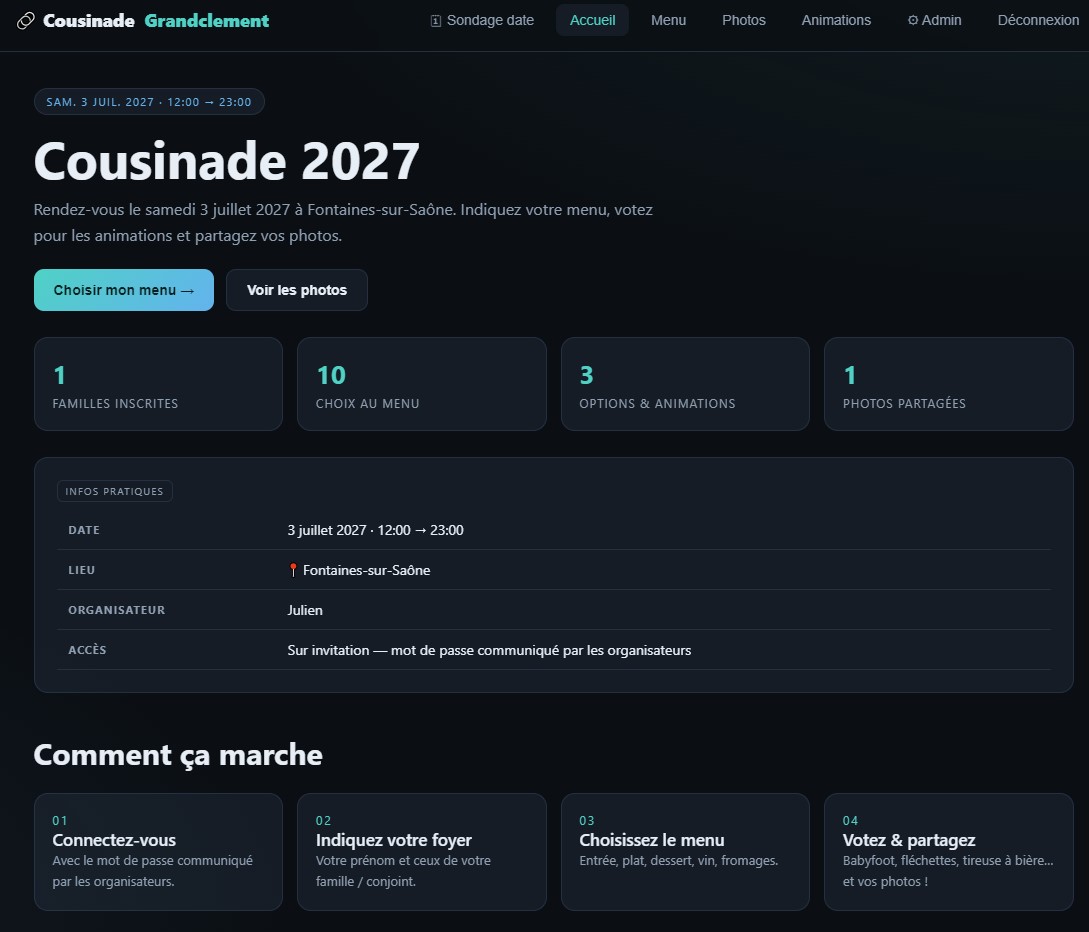 Cousinade Grandclement
Sondage date Accueil Menu Photos Animations ⚙ Admin Déconnexion
SAM. 3 JUIL. 2027 · 12:00 → 23:00
Cousinade 2027
Rendez-vous le samedi 3 juillet 2027 à Fontaines-sur-Saône. Indiquez votre menu, votez
pour les animations et partagez vos photos.
Choisir mon menu → Voir les photos
1 10 3 1
FAMILLES INSCRITES CHOIX AU MENU OPTIONS & ANIMATIONS PHOTOS PARTAGÉES
INFOS PRATIQUES
DATE 3 juillet 2027 · 12:00 → 23:00
LIEU 📍 Fontaines-sur-Saône
ORGANISATEUR Julien
ACCÈS Sur invitation — mot de passe communiqué par les organisateurs
Comment ça marche
01
Connectez-vous
Avec le mot de passe communiqué
par les organisateurs.
02
Indiquez votre foyer
Votre prénom et ceux de votre
famille / conjoint.
03
Choisissez le menu
Entrée, plat, dessert, vin, fromages.
04
Votez & partagez
Babyfoot, fléchettes, tireuse à bière...
et vos photos !